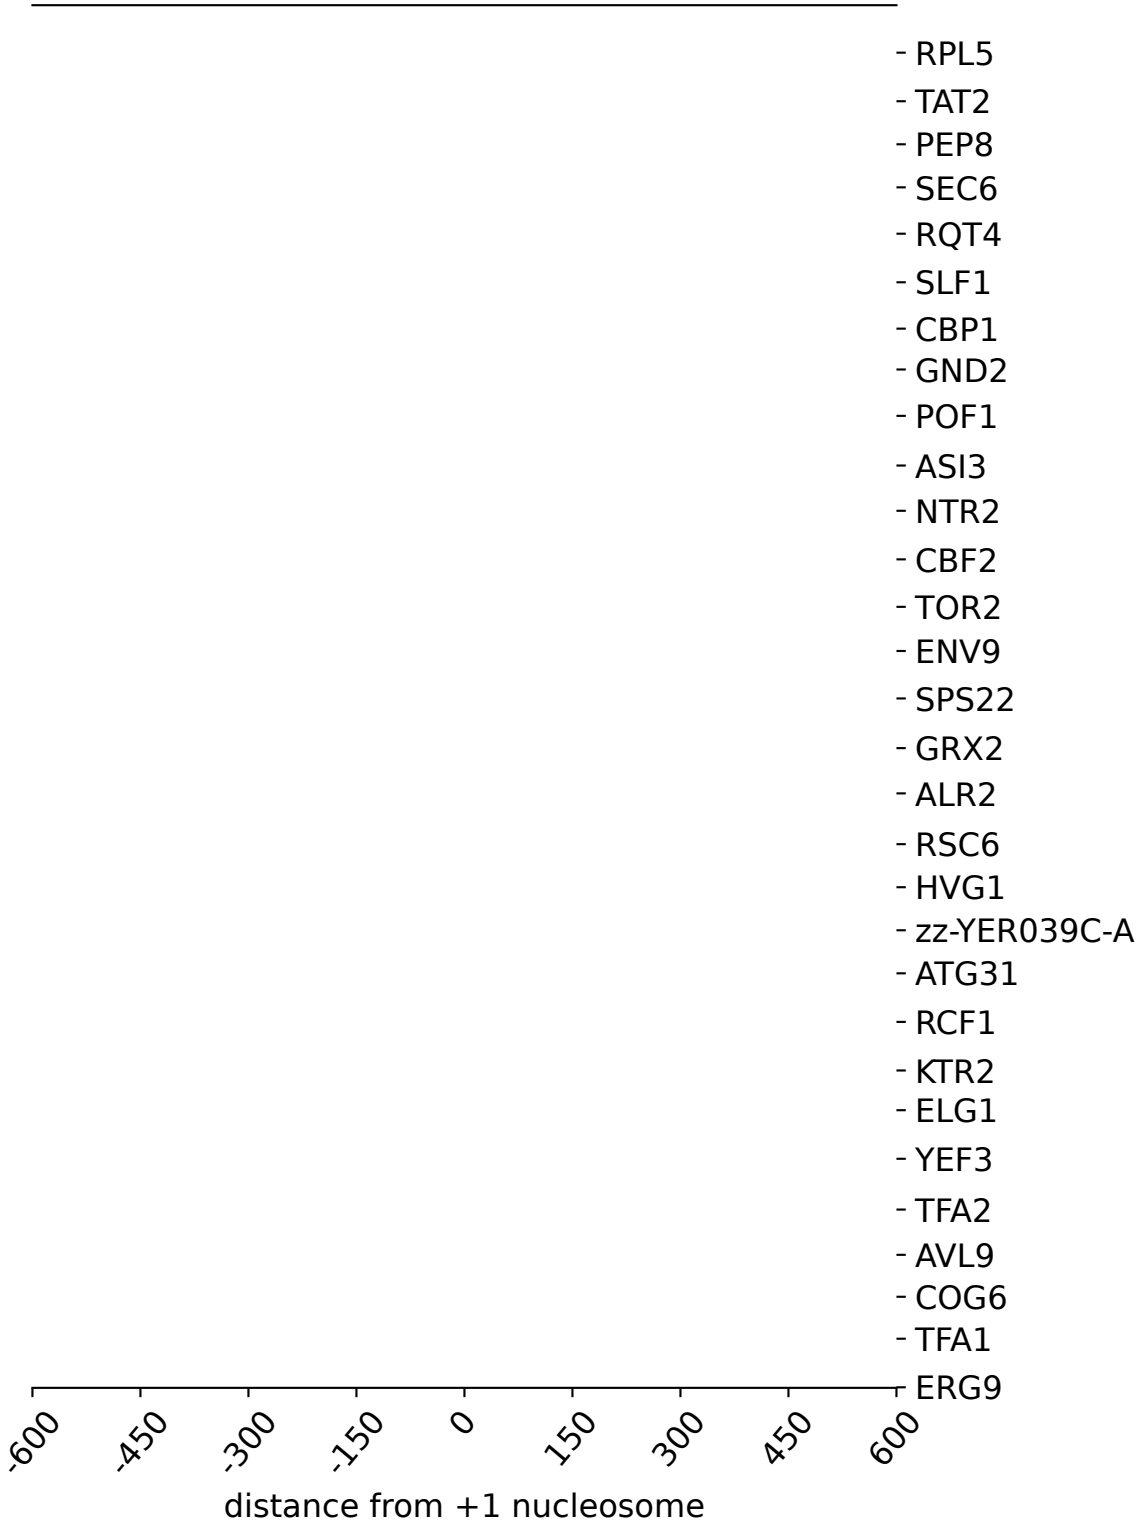 RPL5
TAT2
PEP8
SEC6
RQT4
SLF1
CBP1
GND2
POF1
ASI3
NTR2
CBF2
TOR2
ENV9
SPS22
GRX2
ALR2
RSC6
HVG1
zz-YER039C-A
ATG31
RCF1
KTR2
ELG1
YEF3
TFA2
AVL9
COG6
TFA1
ERG9
-600 -450 -300 -150 0 150 300 450 600
distance from +1 nucleosome